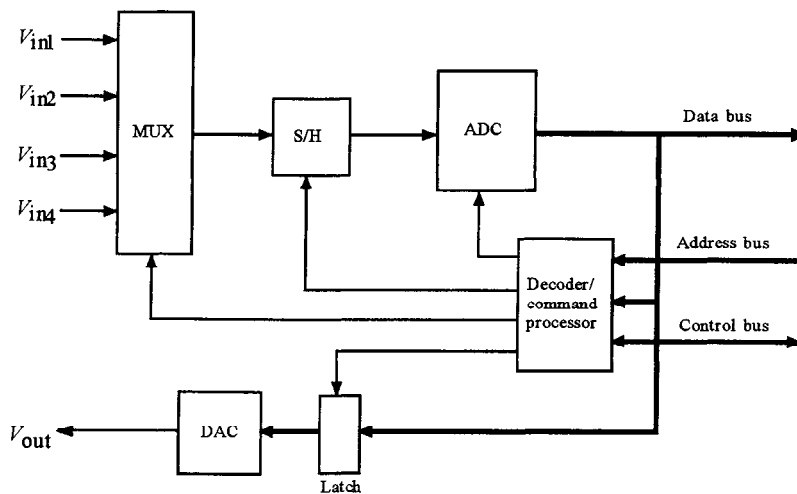 Vin1
Vin2
Vin3
Vin4
MUX
S/H
ADC
Data bus
Address bus
Decoder/
command
processor
Control bus
Vout
DAC
Latch